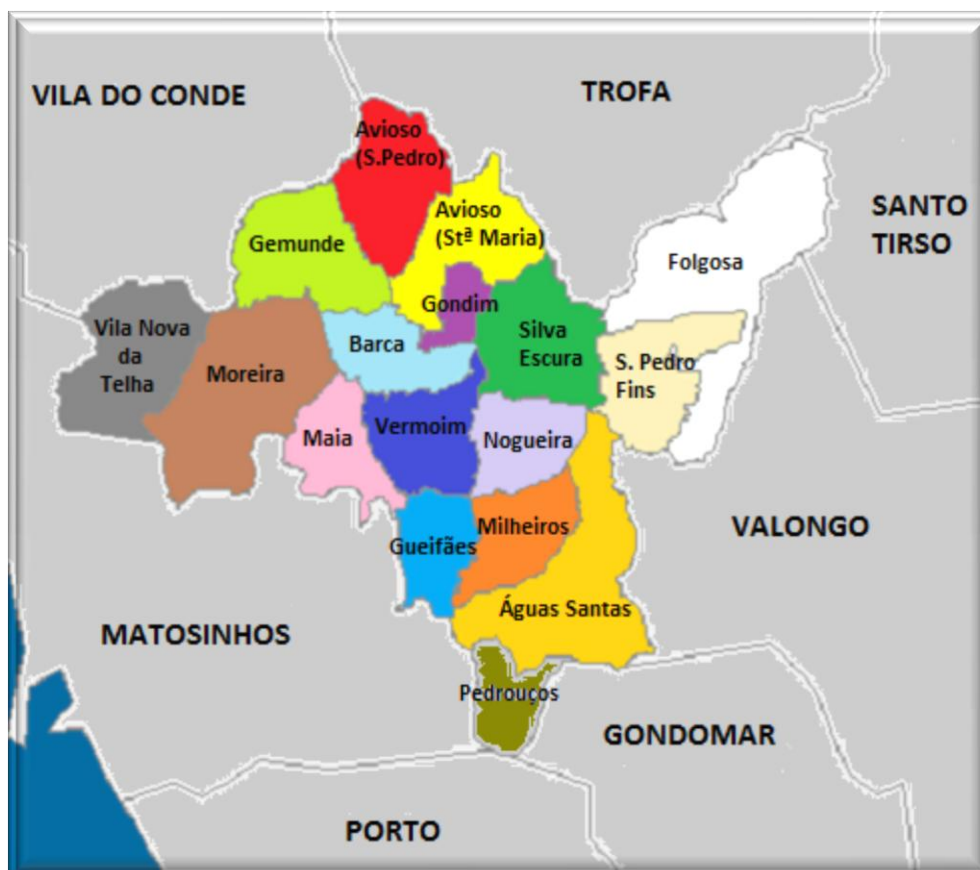 TROFA
VILA DO CONDE
Avioso
(S.Pedro)
SANTO
TIRSO
Avioso
(Stª Maria)
Gemunde
Folgosa
Gondim
Vila Nova
da
Telha
Barca
Silva
Escura
S. Pedro
Fins
Moreira
Maia
Vermoim
Nogueira
Milheiros
VALONGO
Gueifães
Águas Santas
MATOSINHOS
Pedrouços
GONDOMAR
PORTO